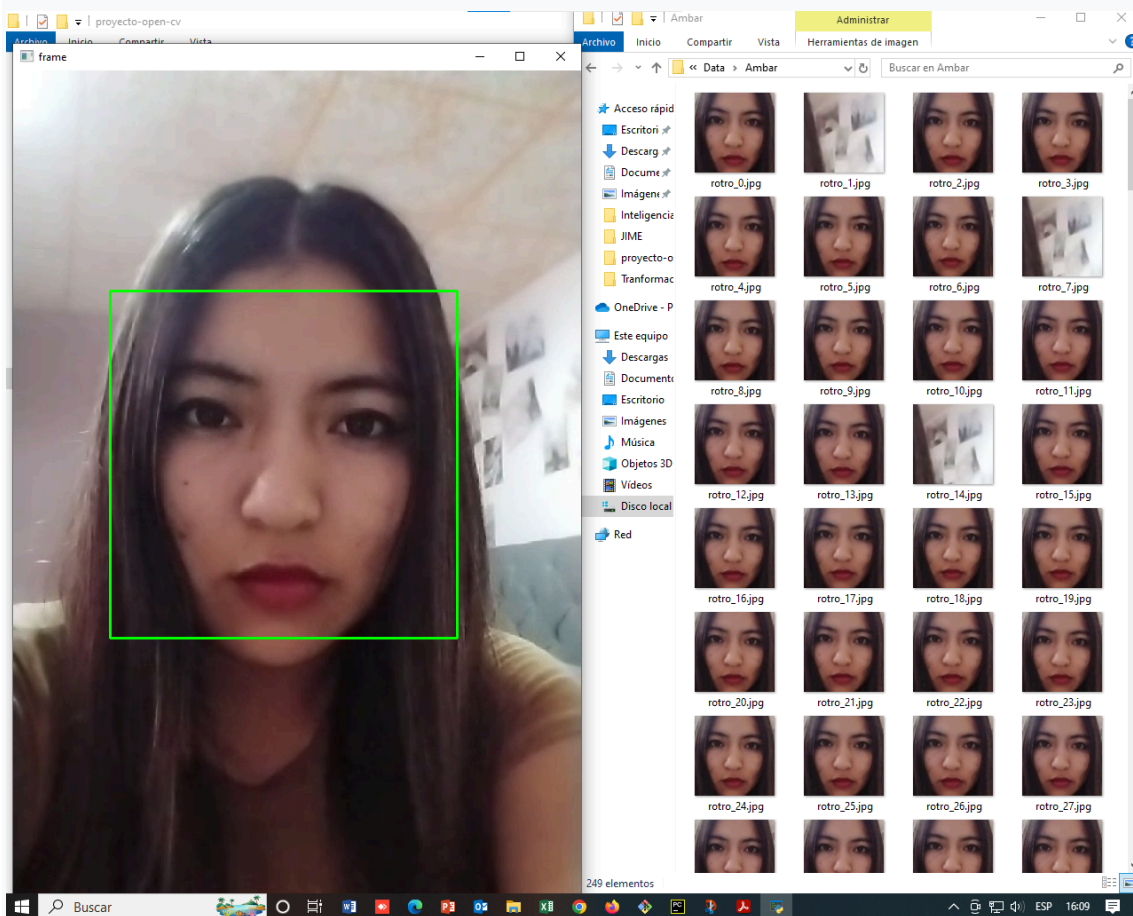 proyecto-open-cv
Archivo Inicio Compartir Vista
frame
Ambar
Administrar
Archivo Inicio Compartir Vista Herramientas de imagen
« Data › Ambar
Buscar en Ambar
Acceso rápid
Escritori
Descarg
Docume
Imágene
Inteligencia
JIME
proyecto-o
Tranformac
OneDrive - P
Este equipo
Descargas
Documento
Escritorio
Imágenes
Música
Objetos 3D
Vídeos
Disco local
Red
rotro_0.jpg rotro_1.jpg rotro_2.jpg rotro_3.jpg
rotro_4.jpg rotro_5.jpg rotro_6.jpg rotro_7.jpg
rotro_8.jpg rotro_9.jpg rotro_10.jpg rotro_11.jpg
rotro_12.jpg rotro_13.jpg rotro_14.jpg rotro_15.jpg
rotro_16.jpg rotro_17.jpg rotro_18.jpg rotro_19.jpg
rotro_20.jpg rotro_21.jpg rotro_22.jpg rotro_23.jpg
rotro_24.jpg rotro_25.jpg rotro_26.jpg rotro_27.jpg
249 elementos
Buscar
ESP 16:09